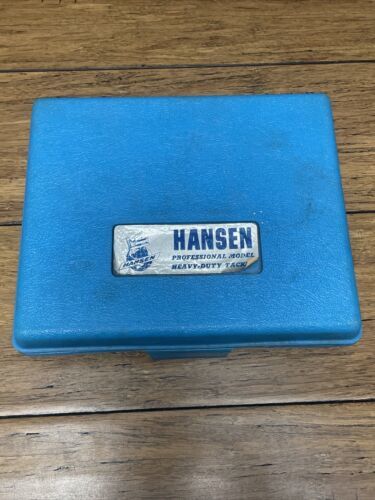 HANSEN
HANSEN
PROFESSIONAL MODEL
HEAVY-DUTY TACK